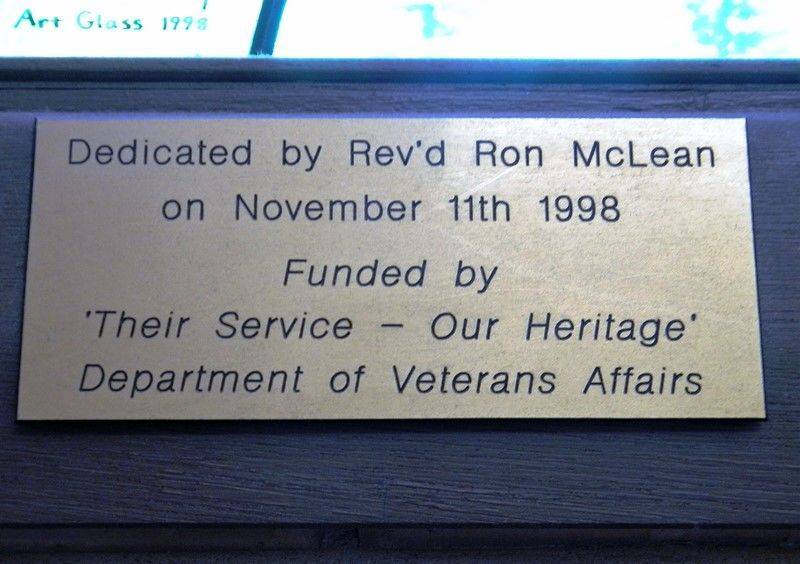 Art Glass 1998
Dedicated by Rev'd Ron McLean
on November 11th 1998
Funded by
'Their Service – Our Heritage'
Department of Veterans Affairs